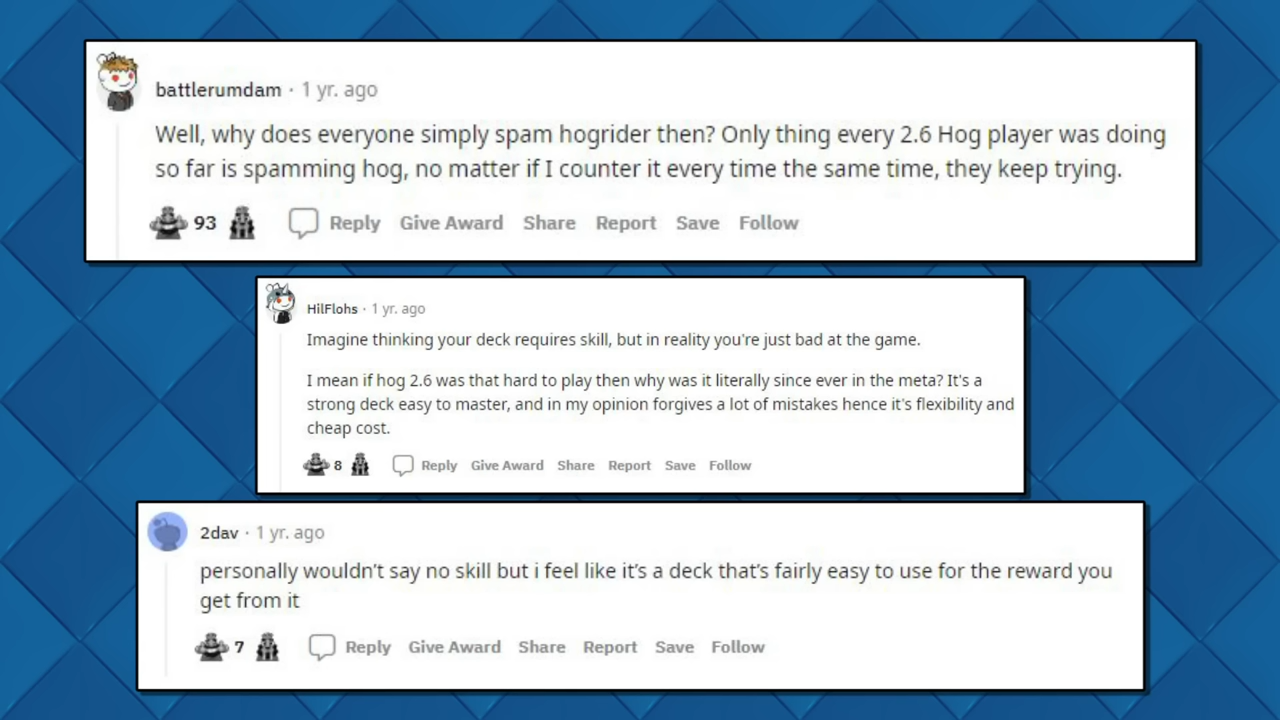 battlerumdam · 1 yr. ago
Well, why does everyone simply spam hogrider then? Only thing every 2.6 Hog player was doing
so far is spamming hog, no matter if I counter it every time the same time, they keep trying.
93 Reply Give Award Share Report Save Follow
HilFlohs · 1 yr. ago
Imagine thinking your deck requires skill, but in reality you're just bad at the game.
I mean if hog 2.6 was that hard to play then why was it literally since ever in the meta? It's a
strong deck easy to master, and in my opinion forgives a lot of mistakes hence it's flexibility and
cheap cost.
8 Reply Give Award Share Report Save Follow
2dav · 1 yr. ago
personally wouldn't say no skill but i feel like it's a deck that's fairly easy to use for the reward you
get from it
7 Reply Give Award Share Report Save Follow